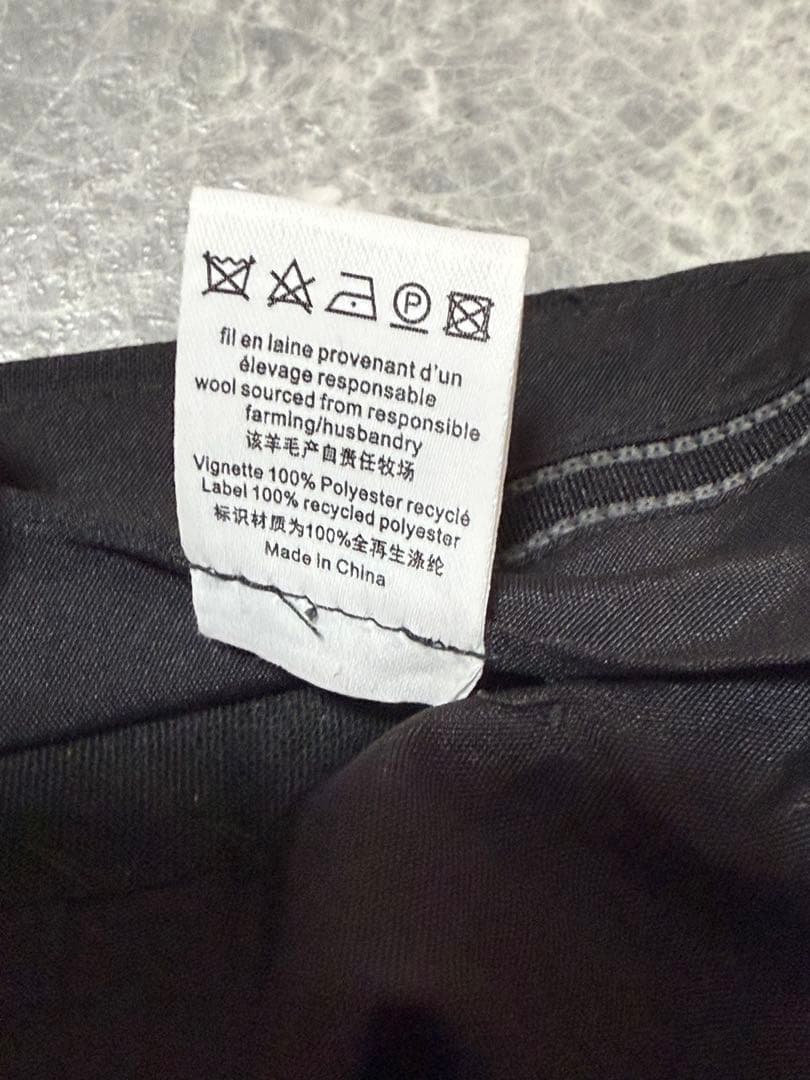 P
fil en laine provenant d'un
élevage responsable
wool sourced from responsible
farming/husbandry
该羊毛产自责任牧场
Vignette 100% Polyester recyclé
Label 100% recycled polyester
标识材质为100%全再生涤纶
Made in China